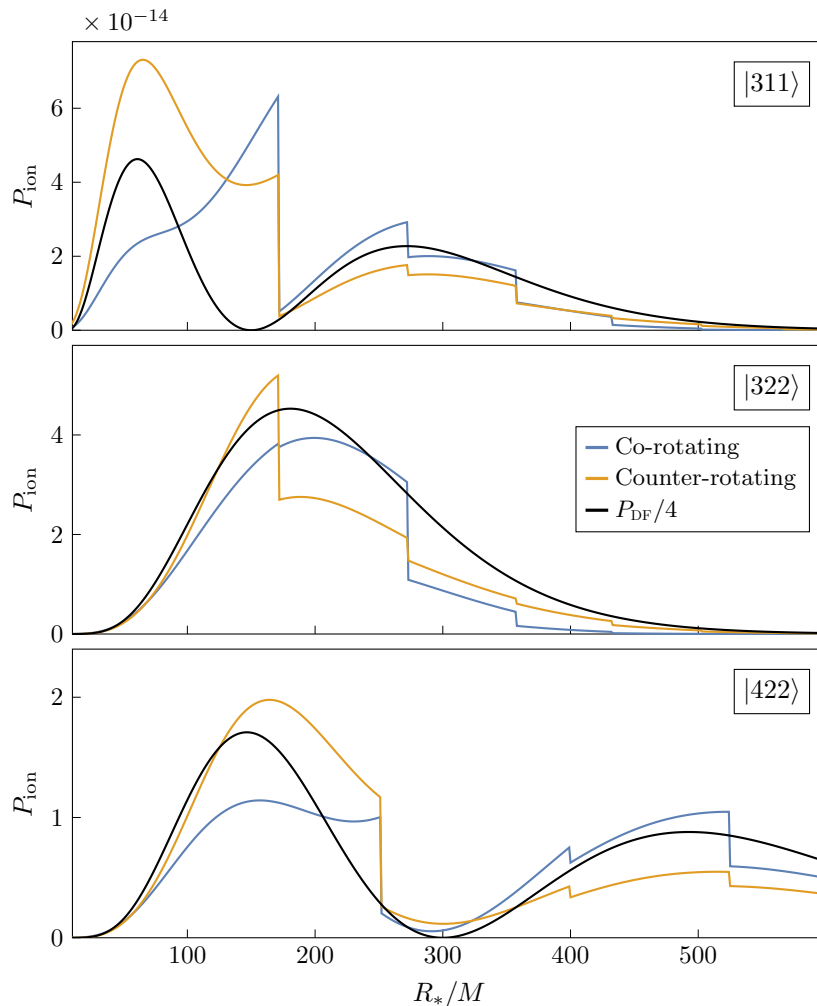 × 10⁻¹⁴
|311⟩
6
4
2
0
P_ion
|322⟩
Co-rotating
Counter-rotating
P_DF/4
4
2
0
P_ion
|422⟩
2
1
0
P_ion
100 200 300 400 500
R_*/M